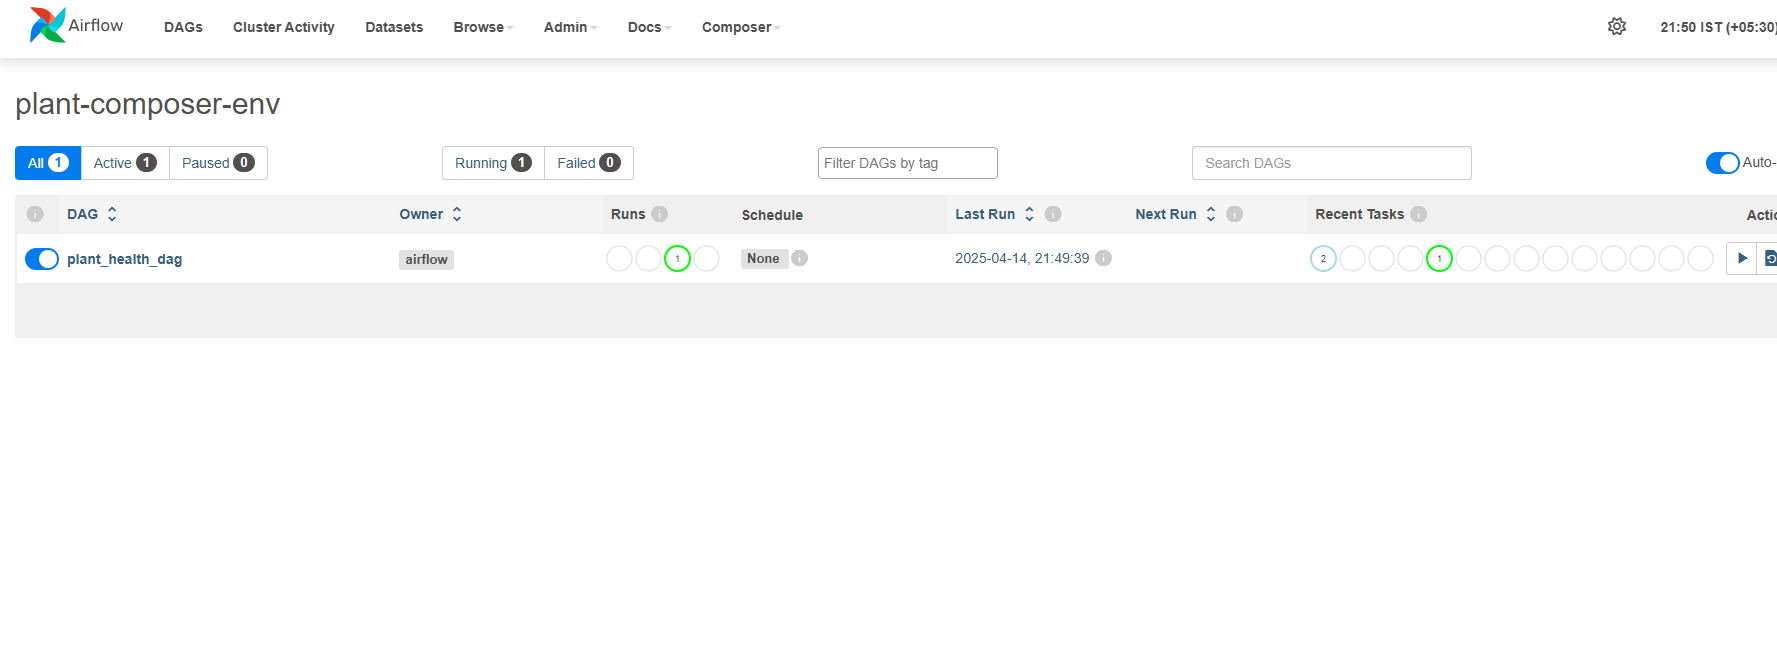 Airflow DAGs Cluster Activity Datasets Browse Admin Docs Composer 21:50 IST (+05:30)
plant-composer-env
All 1 Active 1 Paused 0 Running 1 Failed 0 Filter DAGs by tag Search DAGs Auto-
DAG Owner Runs Schedule Last Run Next Run Recent Tasks Actio
plant_health_dag airflow 1 None 2025-04-14, 21:49:39 2 1